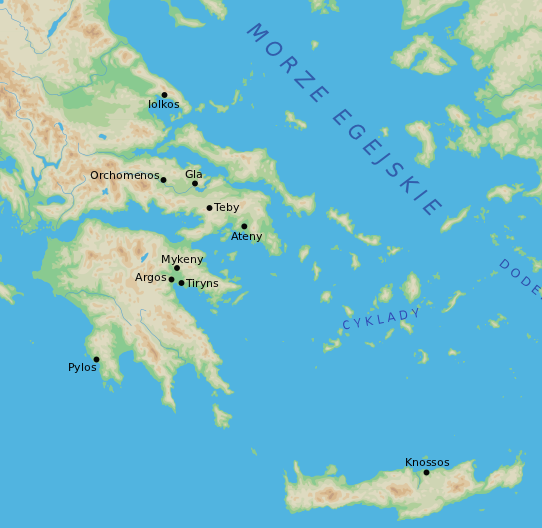 MORZE EGEJSKIE
Iolkos
Orchomenos
Gla
Teby
Ateny
Mykeny
Argos
Tiryns
DODE
CYKLADY
Pylos
Knossos